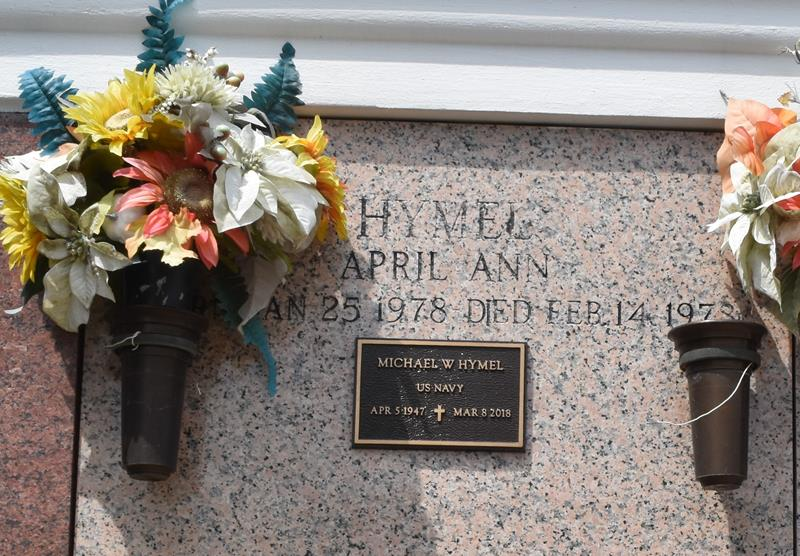 HYMEL
APRIL ANN
JAN 25 1978 DIED FEB. 14 1978
MICHAEL W HYMEL
US NAVY
APR 5 1947 MAR 8 2018